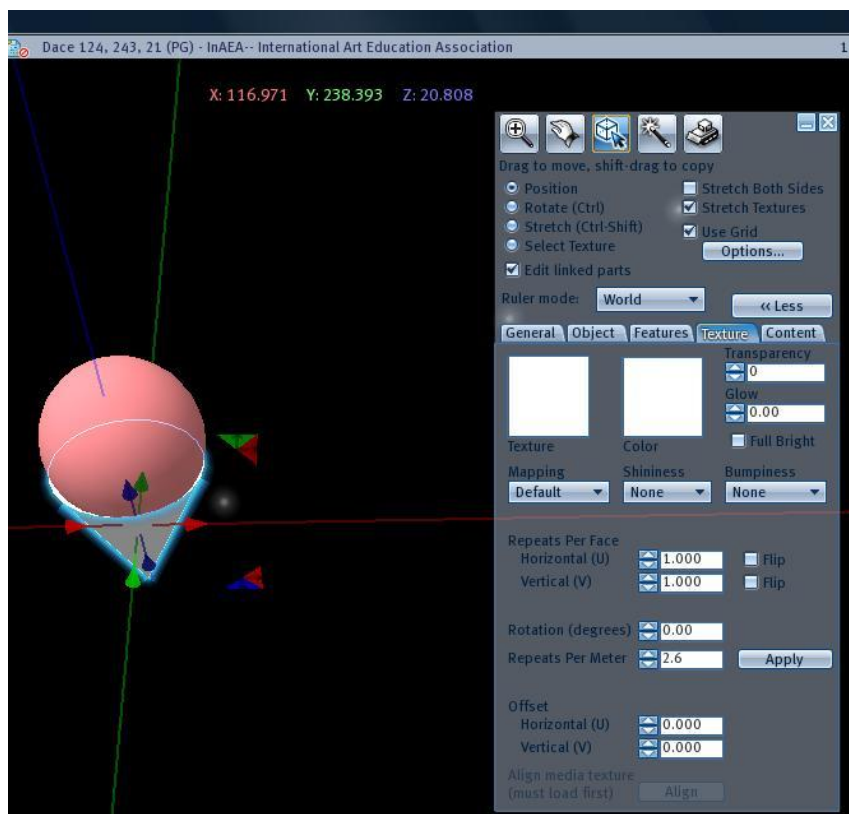 Dace 124, 243, 21 (PG) - InAEA-- International Art Education Association 1
X: 116.971 Y: 238.393 Z: 20.808
Drag to move, shift-drag to copy
Position
Stretch Both Sides
Rotate (Ctrl)
Stretch Textures
Stretch (Ctrl-Shift)
Use Grid
Select Texture
Options...
Edit linked parts
Ruler mode: World
<< Less
General Object Features Texture Content
Transparency
0
Glow
0.00
Full Bright
Texture Color
Mapping Shininess Bumpiness
Default None None
Repeats Per Face
Horizontal (U) 1.000 Flip
Vertical (V) 1.000 Flip
Rotation (degrees) 0.00
Repeats Per Meter 2.6 Apply
Offset
Horizontal (U) 0.000
Vertical (V) 0.000
Align media texture
(must load first) Align